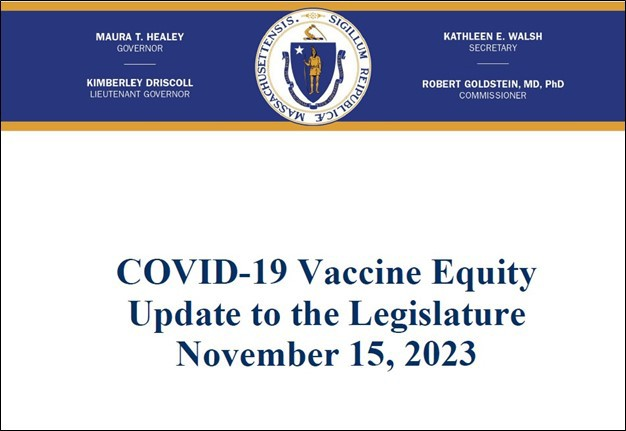 MAURA T. HEALEY
GOVERNOR
KIMBERLEY DRISCOLL
LIEUTENANT GOVERNOR
SIGILLUM REIPUBLICÆ MASSACHUSETTENSIS.
KATHLEEN E. WALSH
SECRETARY
ROBERT GOLDSTEIN, MD, PhD
COMMISSIONER
COVID-19 Vaccine Equity
Update to the Legislature
November 15, 2023